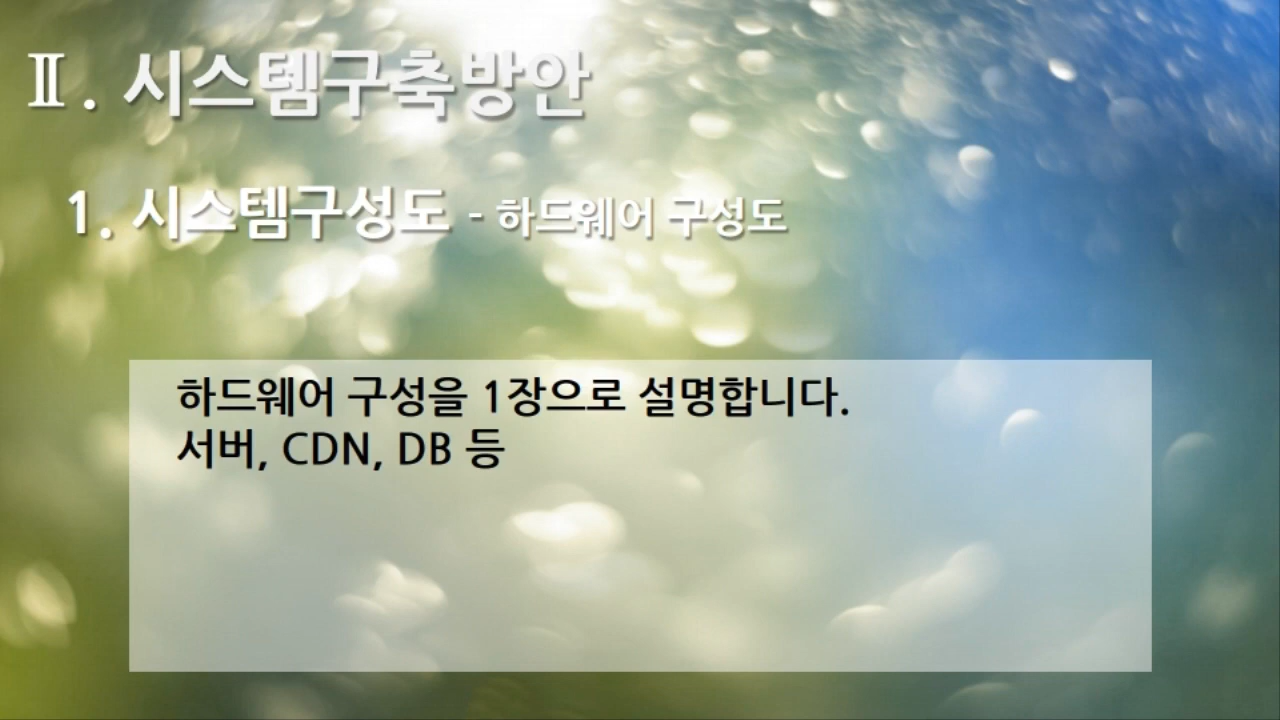 Ⅱ. 시스템구축방안
1. 시스템구성도 - 하드웨어 구성도
하드웨어 구성을 1장으로 설명합니다.
서버, CDN, DB 등